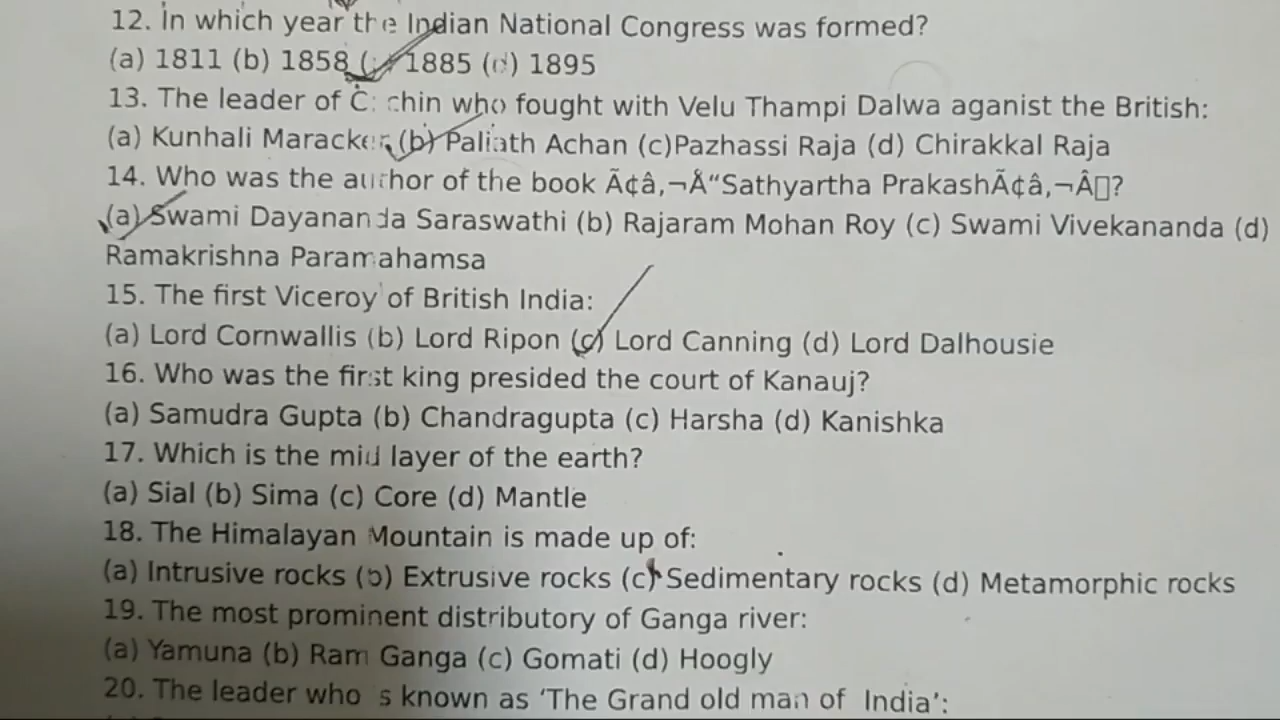 12. In which year the Indian National Congress was formed?
(a) 1811 (b) 1858 (c) 1885 (d) 1895
13. The leader of Cochin who fought with Velu Thampi Dalwa aganist the British:
(a) Kunhali Maracker (b) Paliath Achan (c)Pazhassi Raja (d) Chirakkal Raja
14. Who was the author of the book Ã¢â‚¬Å“Sathyartha PrakashÃ¢â‚¬Â▯?
(a) Swami Dayananda Saraswathi (b) Rajaram Mohan Roy (c) Swami Vivekananda (d)
Ramakrishna Paramahamsa
15. The first Viceroy of British India:
(a) Lord Cornwallis (b) Lord Ripon (c) Lord Canning (d) Lord Dalhousie
16. Who was the first king presided the court of Kanauj?
(a) Samudra Gupta (b) Chandragupta (c) Harsha (d) Kanishka
17. Which is the mid layer of the earth?
(a) Sial (b) Sima (c) Core (d) Mantle
18. The Himalayan Mountain is made up of:
(a) Intrusive rocks (b) Extrusive rocks (c) Sedimentary rocks (d) Metamorphic rocks
19. The most prominent distributory of Ganga river:
(a) Yamuna (b) Ram Ganga (c) Gomati (d) Hoogly
20. The leader who is known as ‘The Grand old man of India’: